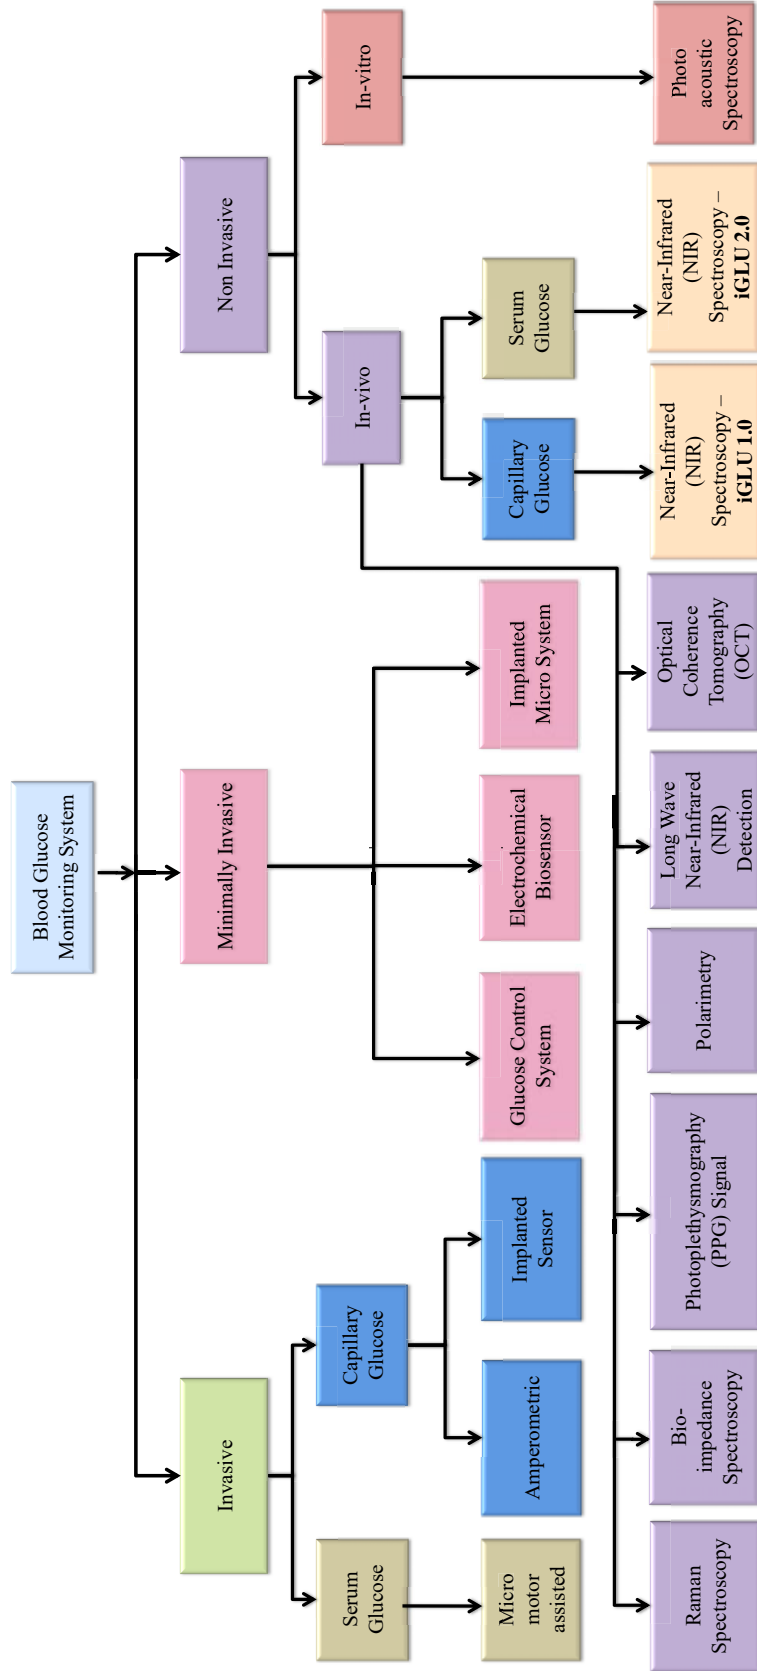 Blood Glucose
Monitoring System
Invasive
Minimally Invasive
Non Invasive
Serum
Glucose
Capillary
Glucose
In-vivo
In-vitro
Micro
motor
assisted
Amperometric
Implanted
Sensor
Glucose Control
System
Electrochemical
Biosensor
Implanted
Micro System
Capillary
Glucose
Serum
Glucose
Raman
Spectroscopy
Bio-
impedance
Spectroscopy
Photoplethysmography
(PPG) Signal
Polarimetry
Long Wave
Near-Infrared
(NIR)
Detection
Optical
Coherence
Tomography
(OCT)
Near-Infrared
(NIR)
Spectroscopy –
iGLU 1.0
Near-Infrared
(NIR)
Spectroscopy –
iGLU 2.0
Photo
acoustic
Spectroscopy